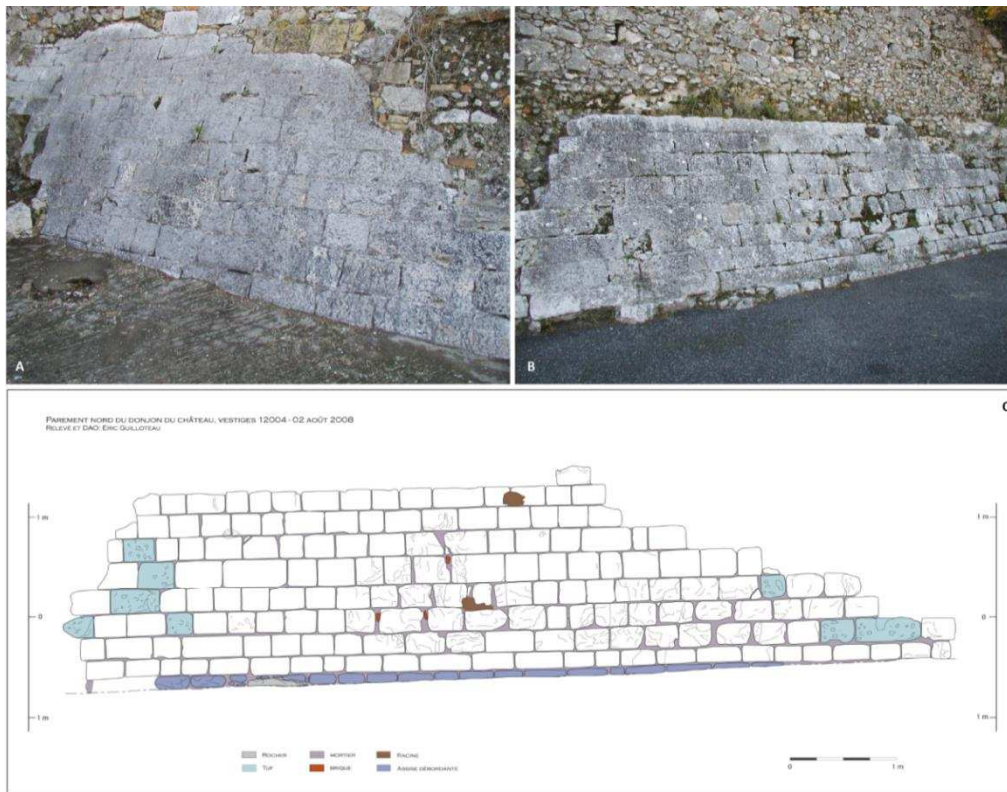 A
B
C
PAREMENT NORD DU DONJON DU CHÂTEAU, VESTIGES 12004 - 02 AOÛT 2008
RELEVÉ ET DAO: ÉRIC GUILLOTEAU
1 m
1 m
0
0
1 m
1 m
ROCHER
MORTIER
RACINE
TUF
BRIQUE
ASSISE DÉBORDANTE
0
1 m